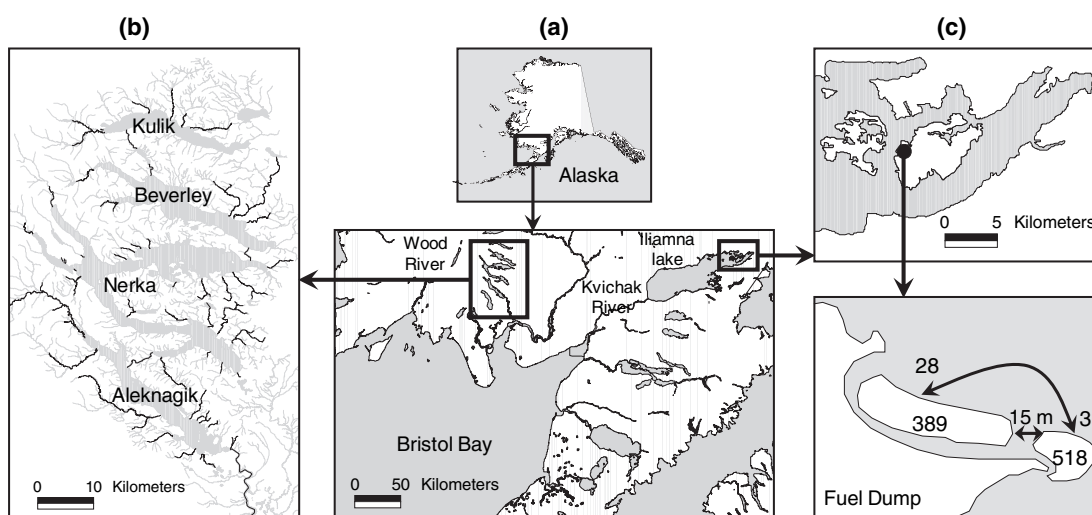 (b)
(a)
(c)
Kulik
Beverley
Nerka
Aleknagik
0 10 Kilometers
Alaska
Wood
River
Iliamna
lake
Kvichak
River
Bristol Bay
0 50 Kilometers
0 5 Kilometers
28
389
15 m
3
518
Fuel Dump